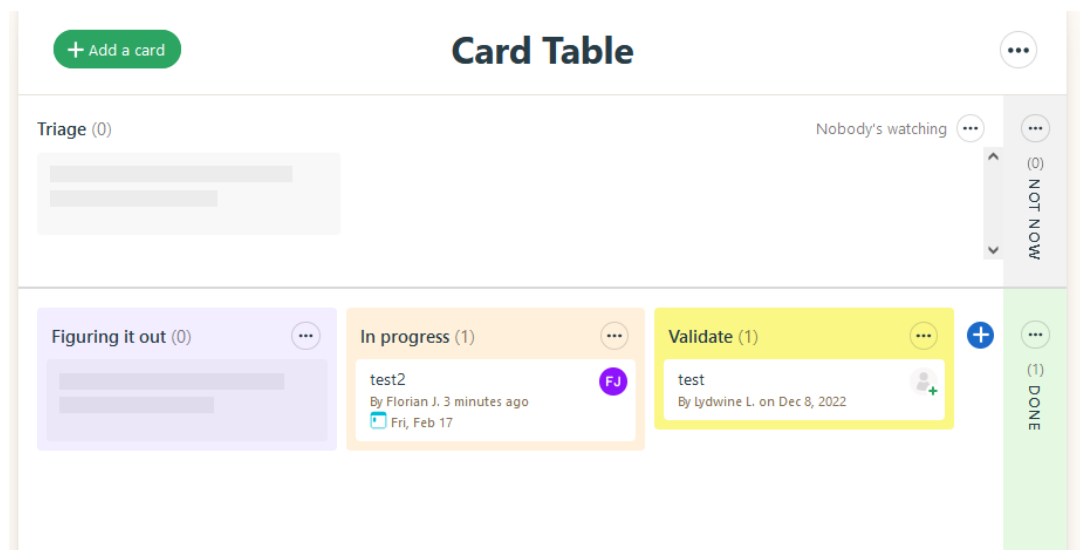 + Add a card
Card Table
Triage (0)
Nobody's watching
(0) NOT NOW
Figuring it out (0)
In progress (1)
test2
FJ
By Florian J. 3 minutes ago
Fri, Feb 17
Validate (1)
test
By Lydwine L. on Dec 8, 2022
(1) DONE